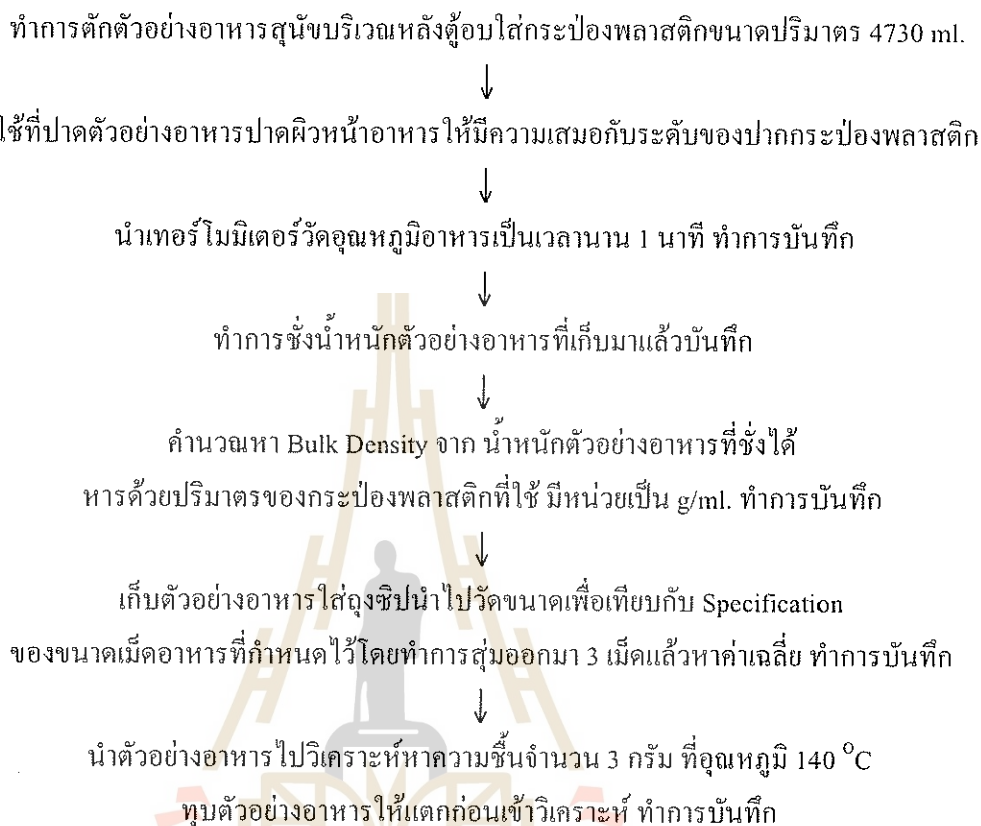 ทำการตักตัวอย่างอาหารสุนัขบริเวณหลังตู้อบใส่กระป๋องพลาสติกขนาดปริมาตร 4730 ml.
ใช้ที่ปาดตัวอย่างอาหารปาดผิวหน้าอาหารให้มีความเสมอกับระดับของปากกระป๋องพลาสติก
นำเทอร์โมมิเตอร์วัดอุณหภูมิอาหารเป็นเวลานาน 1 นาที ทำการบันทึก
ทำการชั่งน้ำหนักตัวอย่างอาหารที่เก็บมาแล้วบันทึก
คำนวณหา Bulk Density จาก น้ำหนักตัวอย่างอาหารที่ชั่งได้
หารด้วยปริมาตรของกระป๋องพลาสติกที่ใช้ มีหน่วยเป็น g/ml. ทำการบันทึก
เก็บตัวอย่างอาหารใส่ถุงซิปนำไปวัดขนาดเพื่อเทียบกับ Specification
ของขนาดเม็ดอาหารที่กำหนดไว้โดยทำการสุ่มออกมา 3 เม็ดแล้วหาค่าเฉลี่ย ทำการบันทึก
นำตัวอย่างอาหารไปวิเคราะห์หาความชื้นจำนวน 3 กรัม ที่อุณหภูมิ 140 °C
ทุบตัวอย่างอาหารให้แตกก่อนเข้าวิเคราะห์ ทำการบันทึก